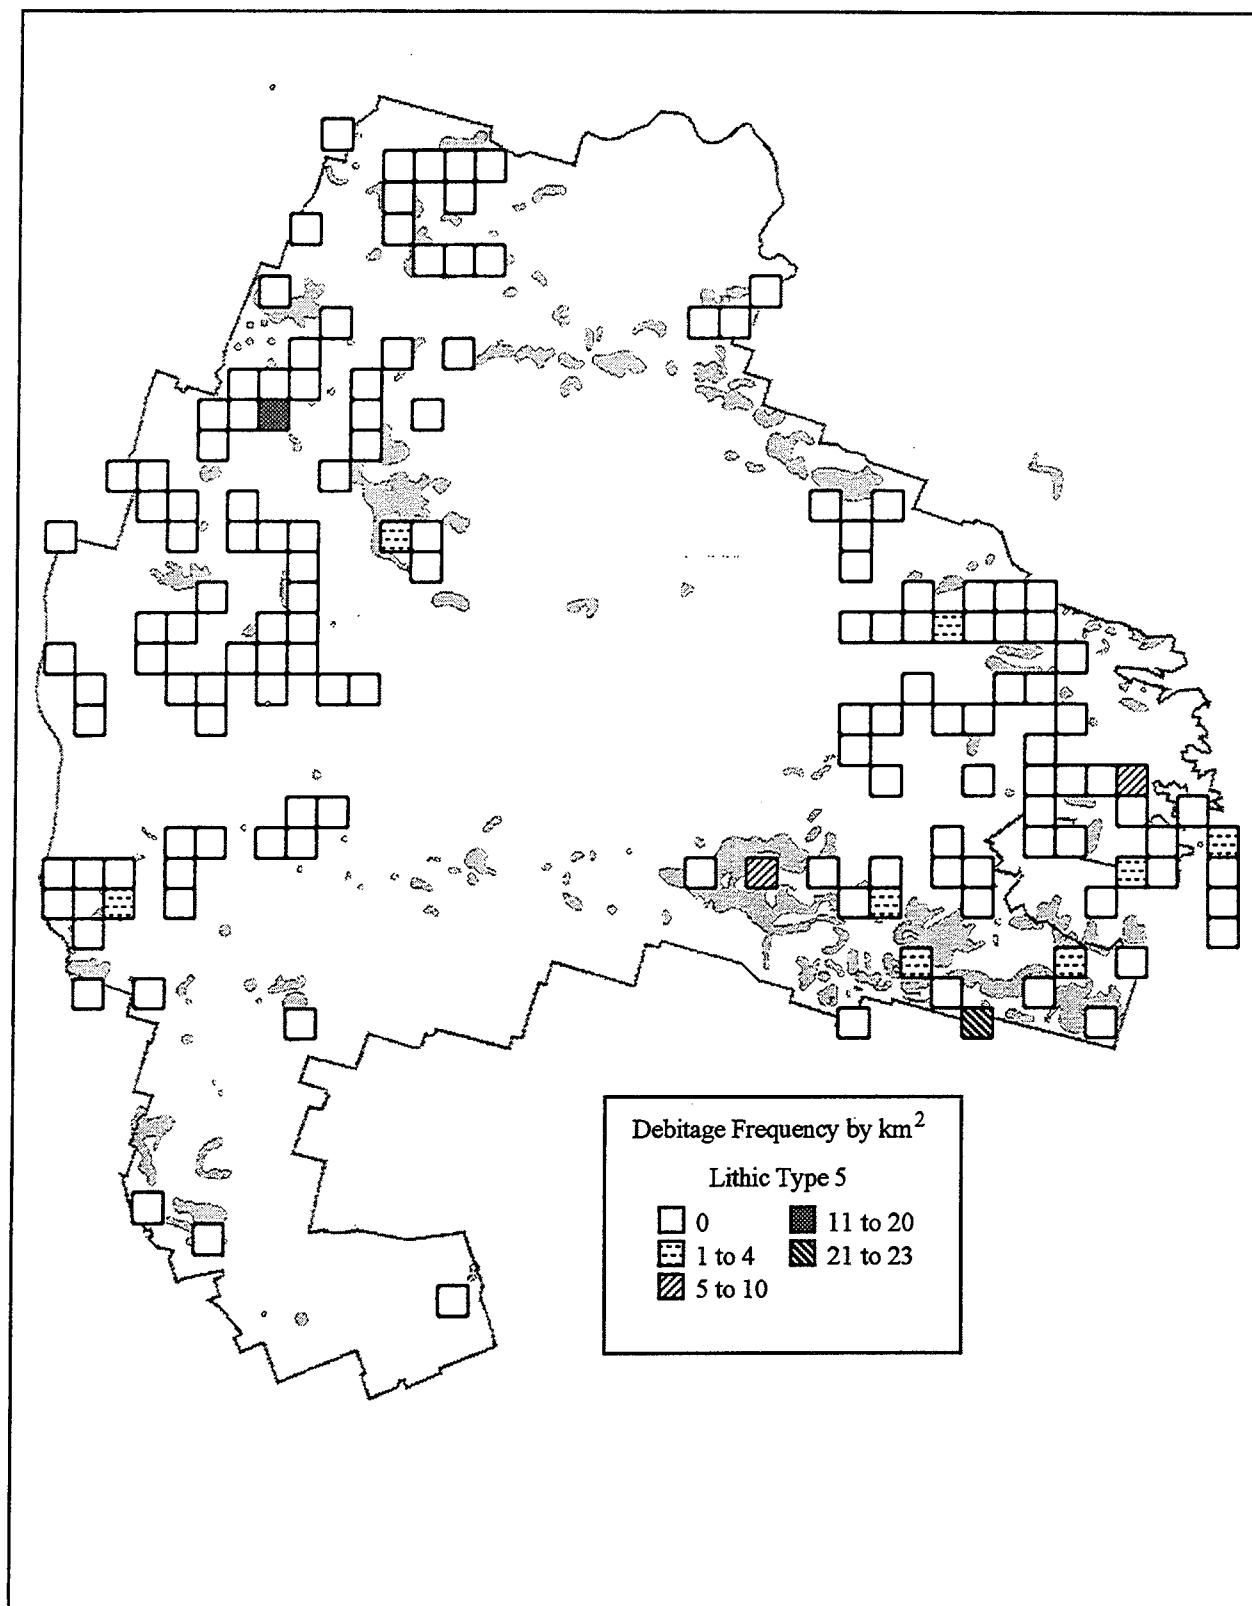 Debitage Frequency by km²
Lithic Type 5
0 11 to 20
1 to 4 21 to 23
5 to 10